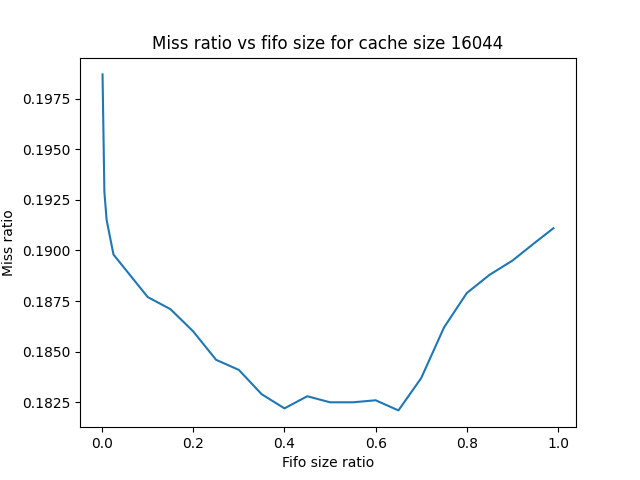 Miss ratio vs fifo size for cache size 16044
0.1975
0.1950
0.1925
0.1900
0.1875
0.1850
0.1825
Miss ratio
0.0 0.2 0.4 0.6 0.8 1.0
Fifo size ratio